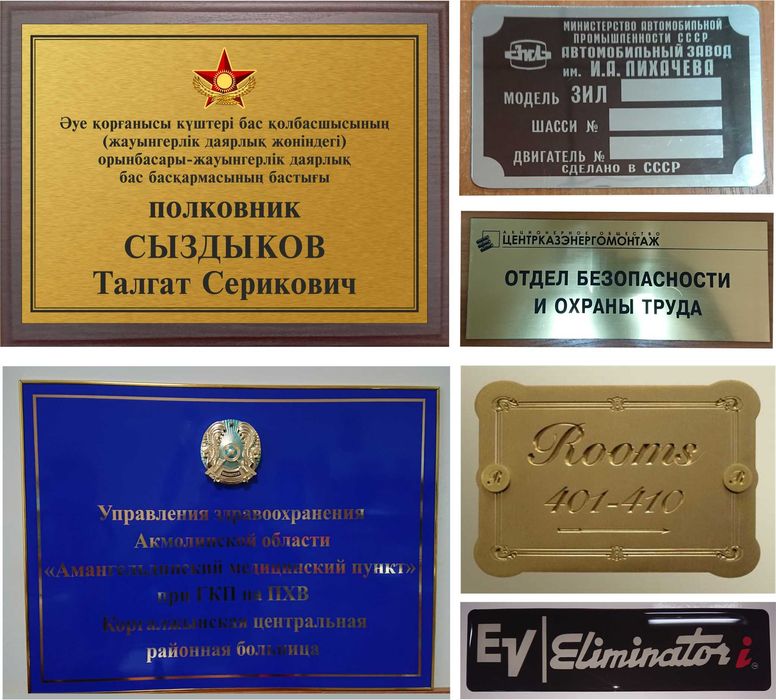 Әуе қорғанысы күштері бас қолбасшысының
(жауынгерлік даярлық жөніндегі)
орынбасары-жауынгерлік даярлық
бас басқармасының бастығы
полковник
СЫЗДЫКОВ
Талгат Серикович
МИНИСТЕРСТВО АВТОМОБИЛЬНОЙ
ПРОМЫШЛЕННОСТИ СССР
ЗИЛ
АВТОМОБИЛЬНЫЙ ЗАВОД
ИМ. И.А. ЛИХАЧЕВА
МОДЕЛЬ ЗИЛ
ШАССИ №
ДВИГАТЕЛЬ №
СДЕЛАНО В СССР
АКЦИОНЕРНОЕ ОБЩЕСТВО
ЦЕНТРКАЗЭНЕРГОМОНТАЖ
ОТДЕЛ БЕЗОПАСНОСТИ
И ОХРАНЫ ТРУДА
Управления здравоохранения
Акмолинской области
«Амангельдинский медицинский пункт»
при ГКП на ПХВ
Коргалжынская центральная
районная больница
Rooms
401-410
R R
EV Eliminator i